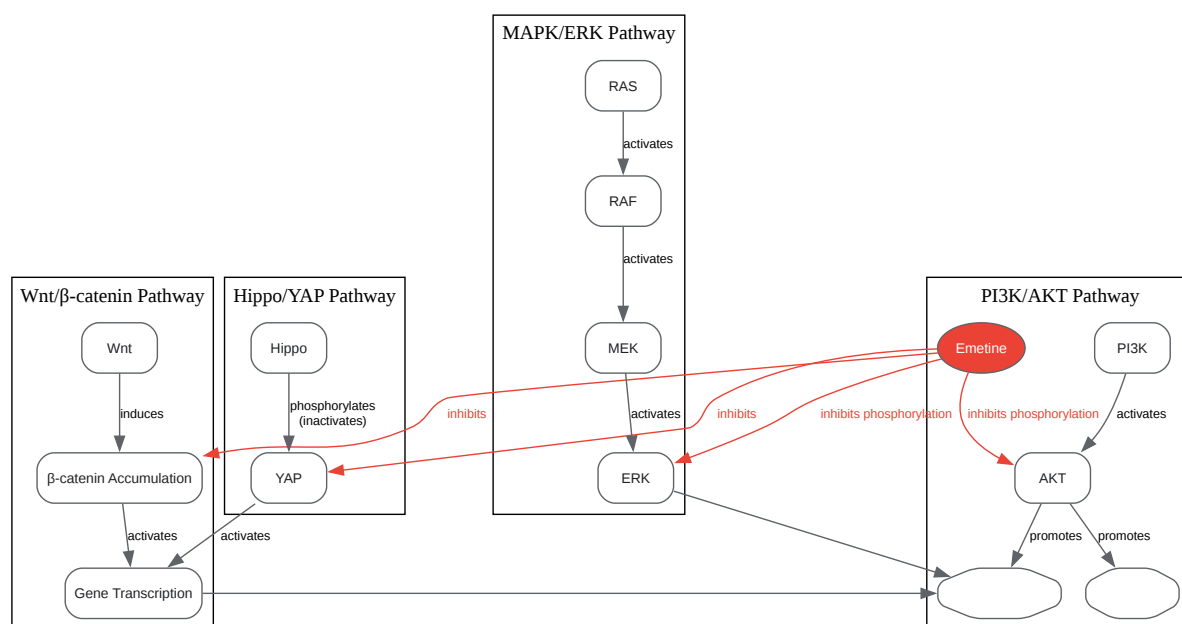 MAPK/ERK Pathway
RAS
activates
RAF
activates
Wnt/β-catenin Pathway
Hippo/YAP Pathway
PI3K/AKT Pathway
Wnt
Hippo
MEK
Emetine
PI3K
induces
phosphorylates
(inactivates)
inhibits
activates
inhibits
inhibits phosphorylation
inhibits phosphorylation
activates
β-catenin Accumulation
YAP
ERK
AKT
activates
activates
promotes
promotes
Gene Transcription